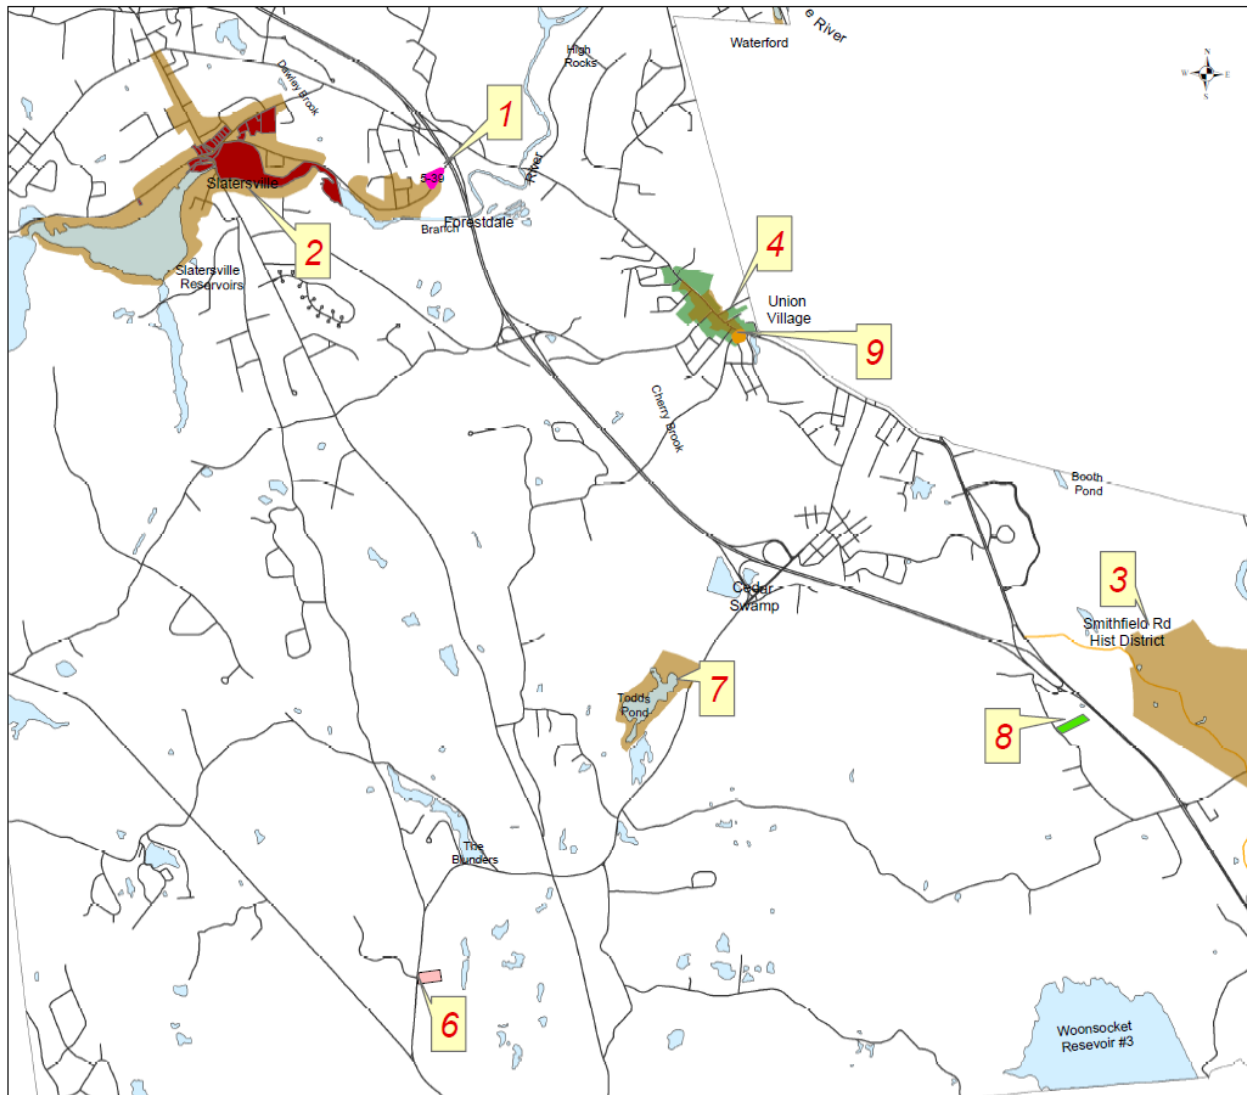 e River
Waterford
High
Rocks
N
W
E
S
Dawley Brook
1
5-39
River
Slatersville
Forestdale
Branch
2
4
Slatersville
Reservoirs
Union
Village
9
Cherry Brook
Booth
Pond
3
Cedar
Swamp
Smithfield Rd
Hist District
7
Todds
Pond
8
The
Blunders
6
Woonsocket
Resevoir #3